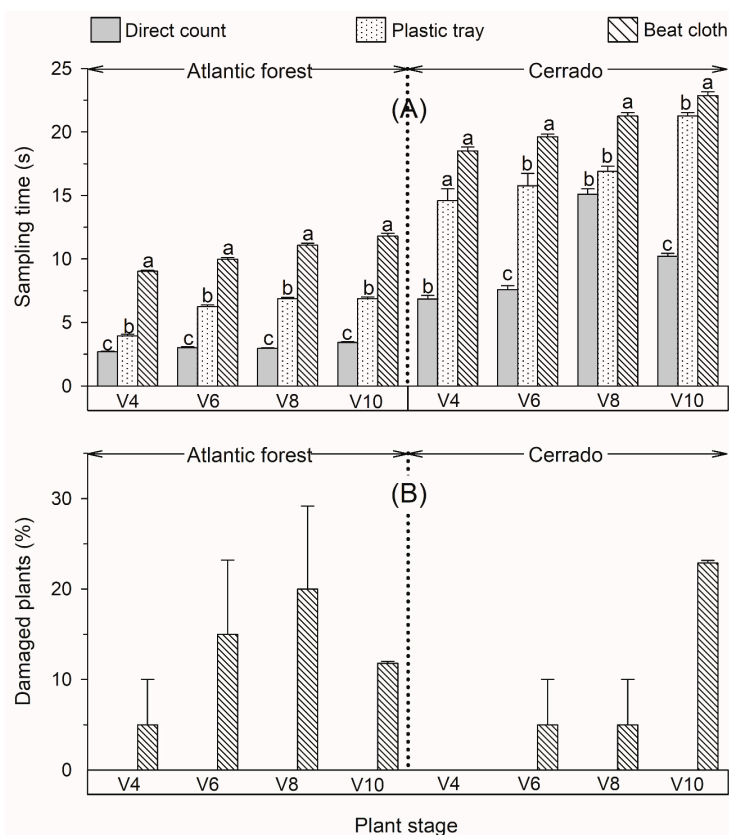 Direct count Plastic tray Beat cloth
Atlantic forest Cerrado
(A)
Sampling time (s)
25
20
15
10
5
0
c b a c b a c b a c b a b a a c b a b b a c b a
V4 V6 V8 V10 V4 V6 V8 V10
Atlantic forest Cerrado
(B)
Damaged plants (%)
30
20
10
0
V4 V6 V8 V10 V4 V6 V8 V10
Plant stage